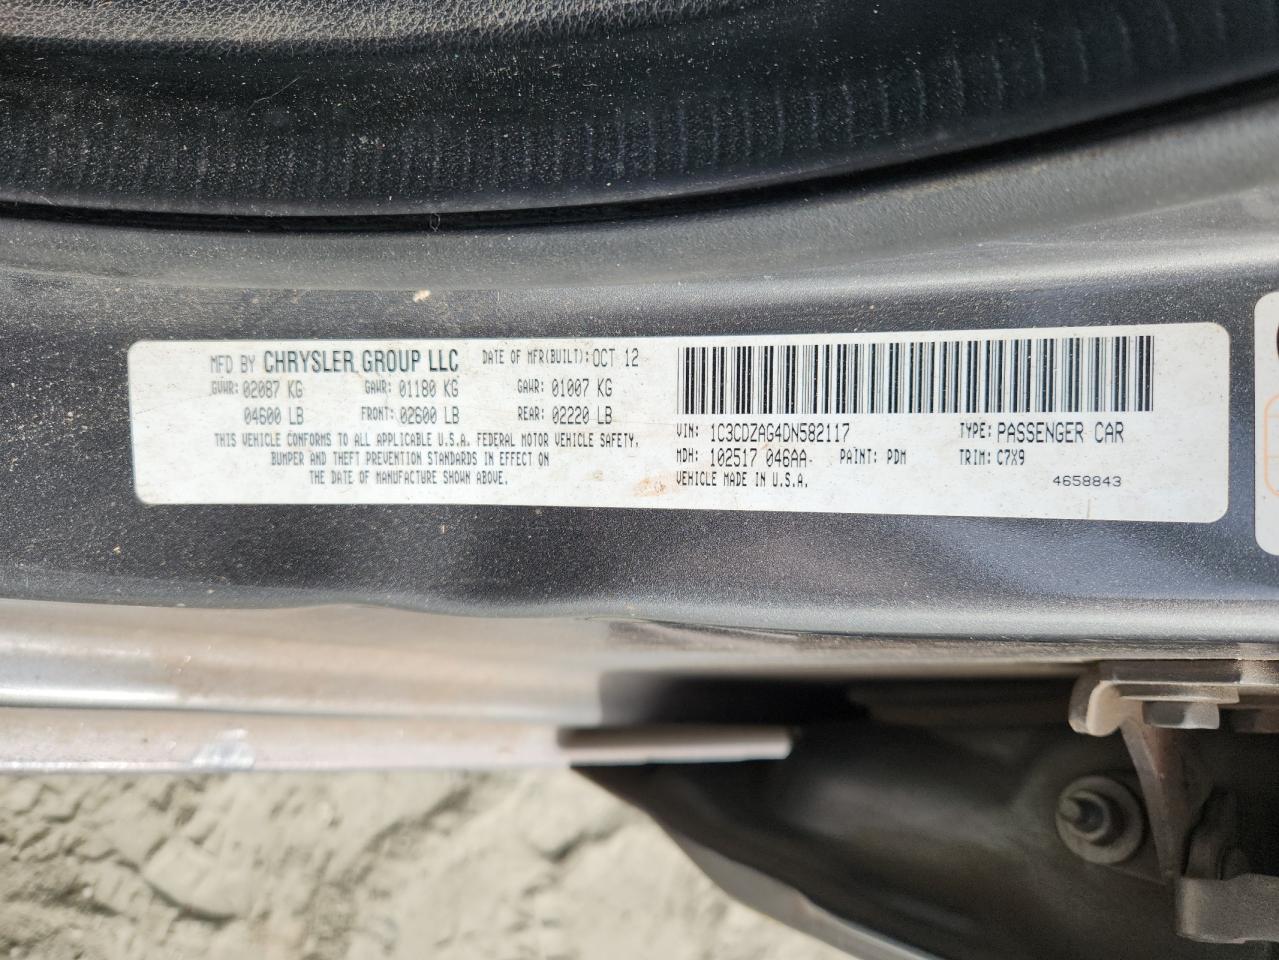 MFD BY CHRYSLER GROUP LLC DATE OF MFR(BUILT): OCT 12
GVWR: 02087 KG GAWR: 01180 KG GAWR: 01007 KG
04600 LB FRONT: 02600 LB REAR: 02220 LB
THIS VEHICLE CONFORMS TO ALL APPLICABLE U.S.A. FEDERAL MOTOR VEHICLE SAFETY,
BUMPER AND THEFT PREVENTION STANDARDS IN EFFECT ON
THE DATE OF MANUFACTURE SHOWN ABOVE.
VIN: 1C3CDZAG4DN582117 TYPE: PASSENGER CAR
MDH: 102517 046AA PAINT: PDM TRIM: C7X9
VEHICLE MADE IN U.S.A. 4658843